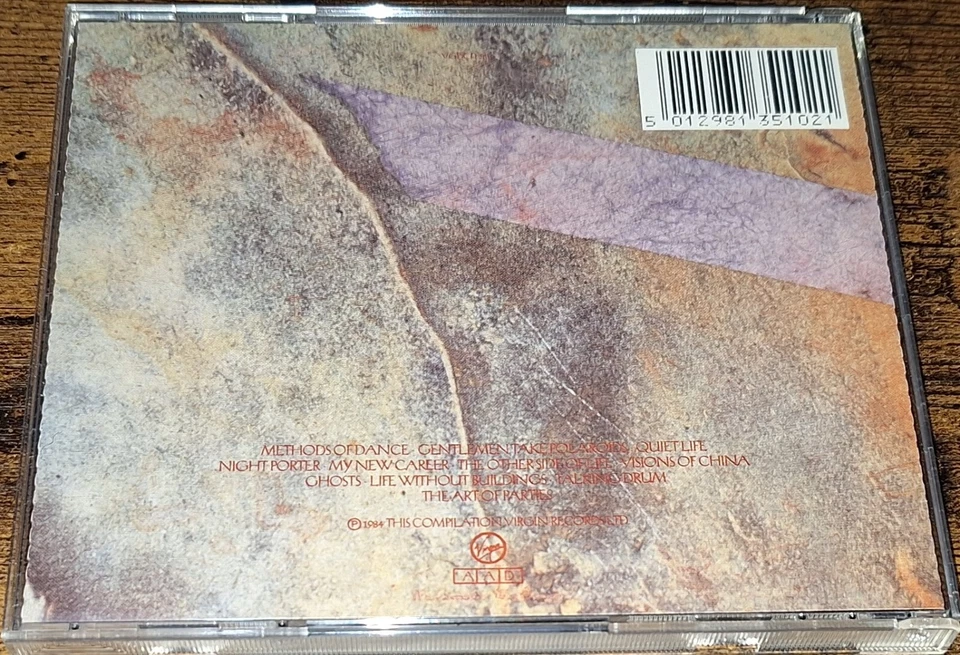 5 012981 351021
METHODS OF DANCE GENTLEMEN TAKE POLAROIDS QUIET LIFE
NIGHT PORTER MY NEW CAREER THE OTHER SIDE OF LIFE VISIONS OF CHINA
GHOSTS LIFE WITHOUT BUILDINGS TALKING DRUM
THE ART OF PARTIES
℗ 1984 THIS COMPILATION VIRGIN RECORDS LTD
Virgin
AAD